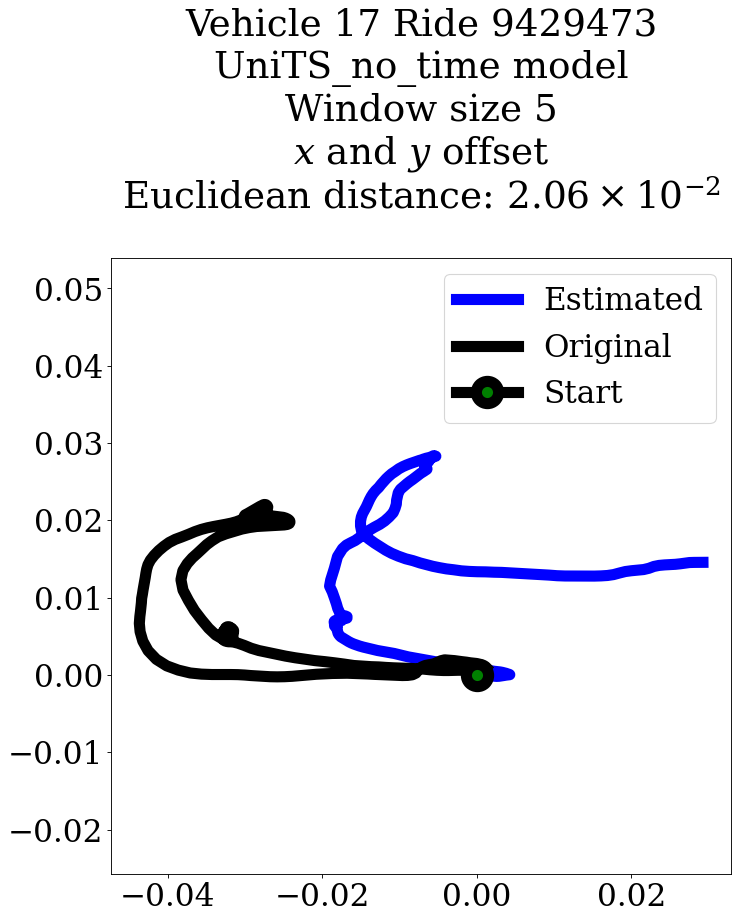 Vehicle 17 Ride 9429473
UniTS_no_time model
Window size 5
x and y offset
Euclidean distance: 2.06 × 10⁻²
Estimated
Original
Start
0.05
0.04
0.03
0.02
0.01
0.00
−0.01
−0.02
−0.04
−0.02
0.00
0.02